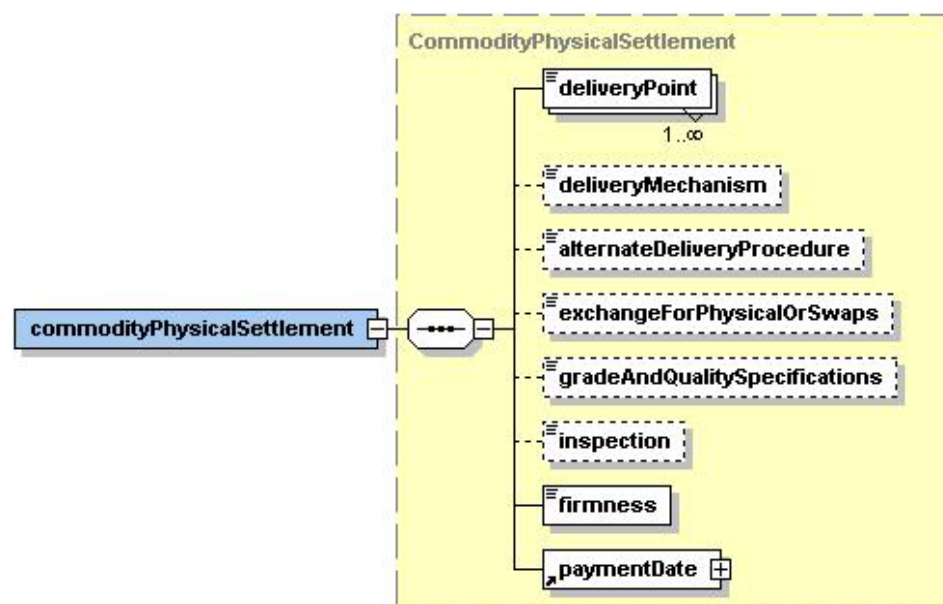 CommodityPhysicalSettlement
deliveryPoint
1..∞
deliveryMechanism
alternateDeliveryProcedure
exchangeForPhysicalOrSwaps
commodityPhysicalSettlement
gradeAndQualitySpecifications
inspection
firmness
paymentDate